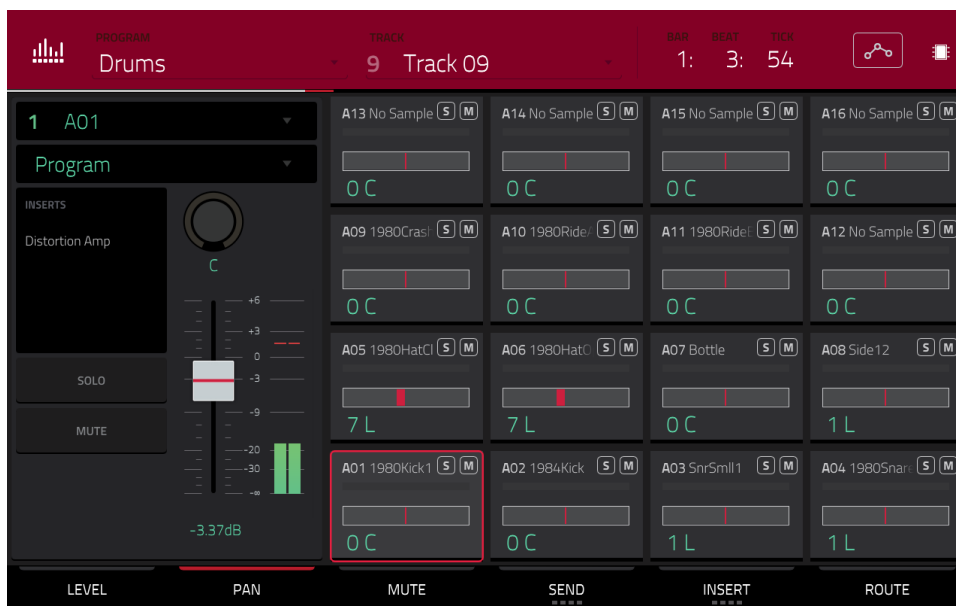 PROGRAM TRACK BAR BEAT TICK
Drums 9 Track 09 1: 3: 54
1 A01
Program
INSERTS
Distortion Amp
C
+6
+3
0
-3
-9
-20
-30
-∞
SOLO
MUTE
-3.37dB
A13 No Sample S M A14 No Sample S M A15 No Sample S M A16 No Sample S M
0 C 0 C 0 C 0 C
A09 1980Crash S M A10 1980RideA S M A11 1980RideB S M A12 No Sample S M
0 C 0 C 0 C 0 C
A05 1980HatCl S M A06 1980HatO S M A07 Bottle S M A08 Side12 S M
7 L 7 L 0 C 1 L
A01 1980Kick1 S M A02 1984Kick S M A03 SnrSmll1 S M A04 1980Snare S M
0 C 0 C 1 L 1 L
LEVEL PAN MUTE SEND INSERT ROUTE